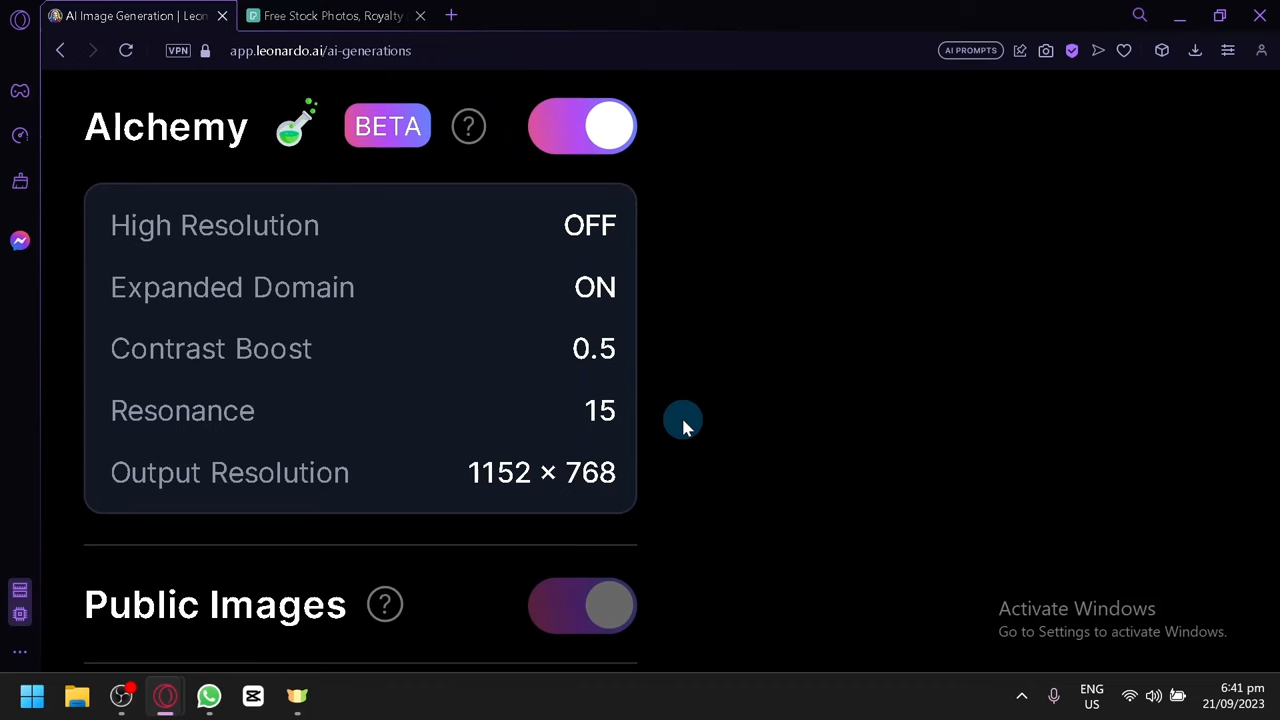 AI Image Generation | Leon
Free Stock Photos, Royalty
VPN
app.leonardo.ai/ai-generations
AI PROMPTS
Alchemy BETA ?
High Resolution OFF
Expanded Domain ON
Contrast Boost 0.5
Resonance 15
Output Resolution 1152 × 768
Public Images ?
Activate Windows
Go to Settings to activate Windows.
ENG
US
6:41 pm
21/09/2023